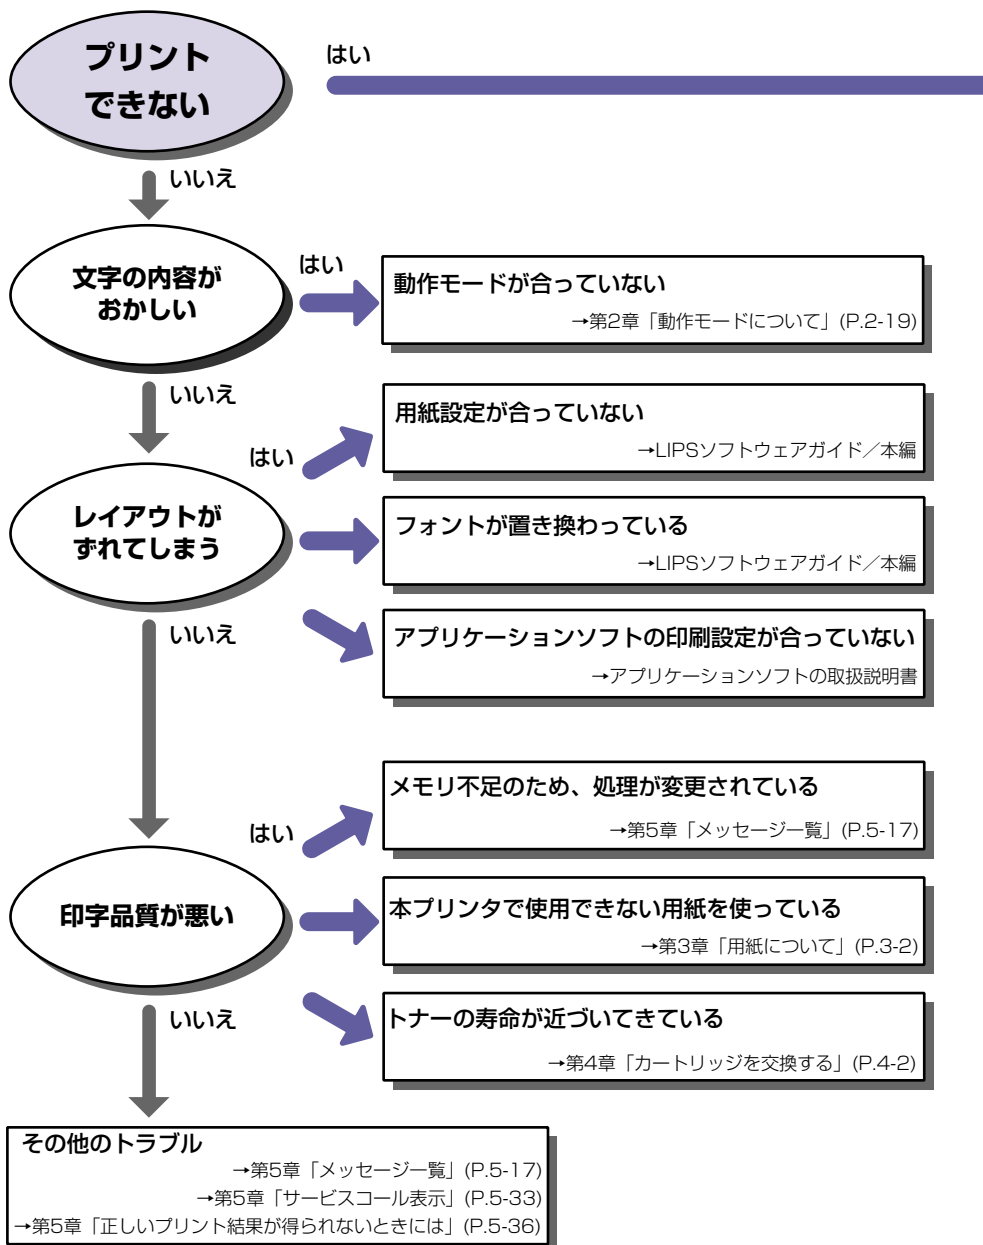 プリント
できない
はい
いいえ
文字の内容が
おかしい
はい
動作モードが合っていない
→第2章「動作モードについて」(P.2-19)
いいえ
レイアウトが
ずれてしまう
はい
用紙設定が合っていない
→LIPSソフトウェアガイド／本編
フォントが置き換わっている
→LIPSソフトウェアガイド／本編
アプリケーションソフトの印刷設定が合っていない
→アプリケーションソフトの取扱説明書
いいえ
印字品質が悪い
はい
メモリ不足のため、処理が変更されている
→第5章「メッセージ一覧」(P.5-17)
本プリンタで使用できない用紙を使っている
→第3章「用紙について」(P.3-2)
トナーの寿命が近づいてきている
→第4章「カートリッジを交換する」(P.4-2)
いいえ
その他のトラブル
→第5章「メッセージ一覧」(P.5-17)
→第5章「サービスコール表示」(P.5-33)
→第5章「正しいプリント結果が得られないときには」(P.5-36)